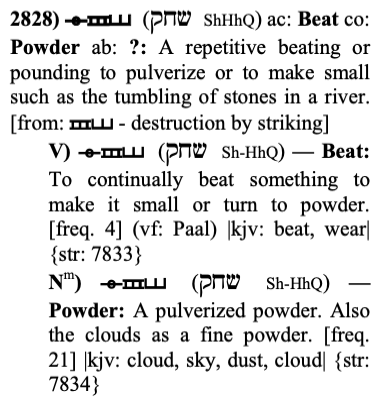 2828) (שחק ShHhQ) ac: Beat co:
Powder ab: ?: A repetitive beating or
pounding to pulverize or to make small
such as the tumbling of stones in a river.
[from: - destruction by striking]
V) (שחק Sh-HhQ) — Beat:
To continually beat something to
make it small or turn to powder.
[freq. 4] (vf: Paal) |kjv: beat, wear|
{str: 7833}
Nᵐ) (שחק Sh-HhQ) —
Powder: A pulverized powder. Also
the clouds as a fine powder. [freq.
21] |kjv: cloud, sky, dust, cloud| {str:
7834}